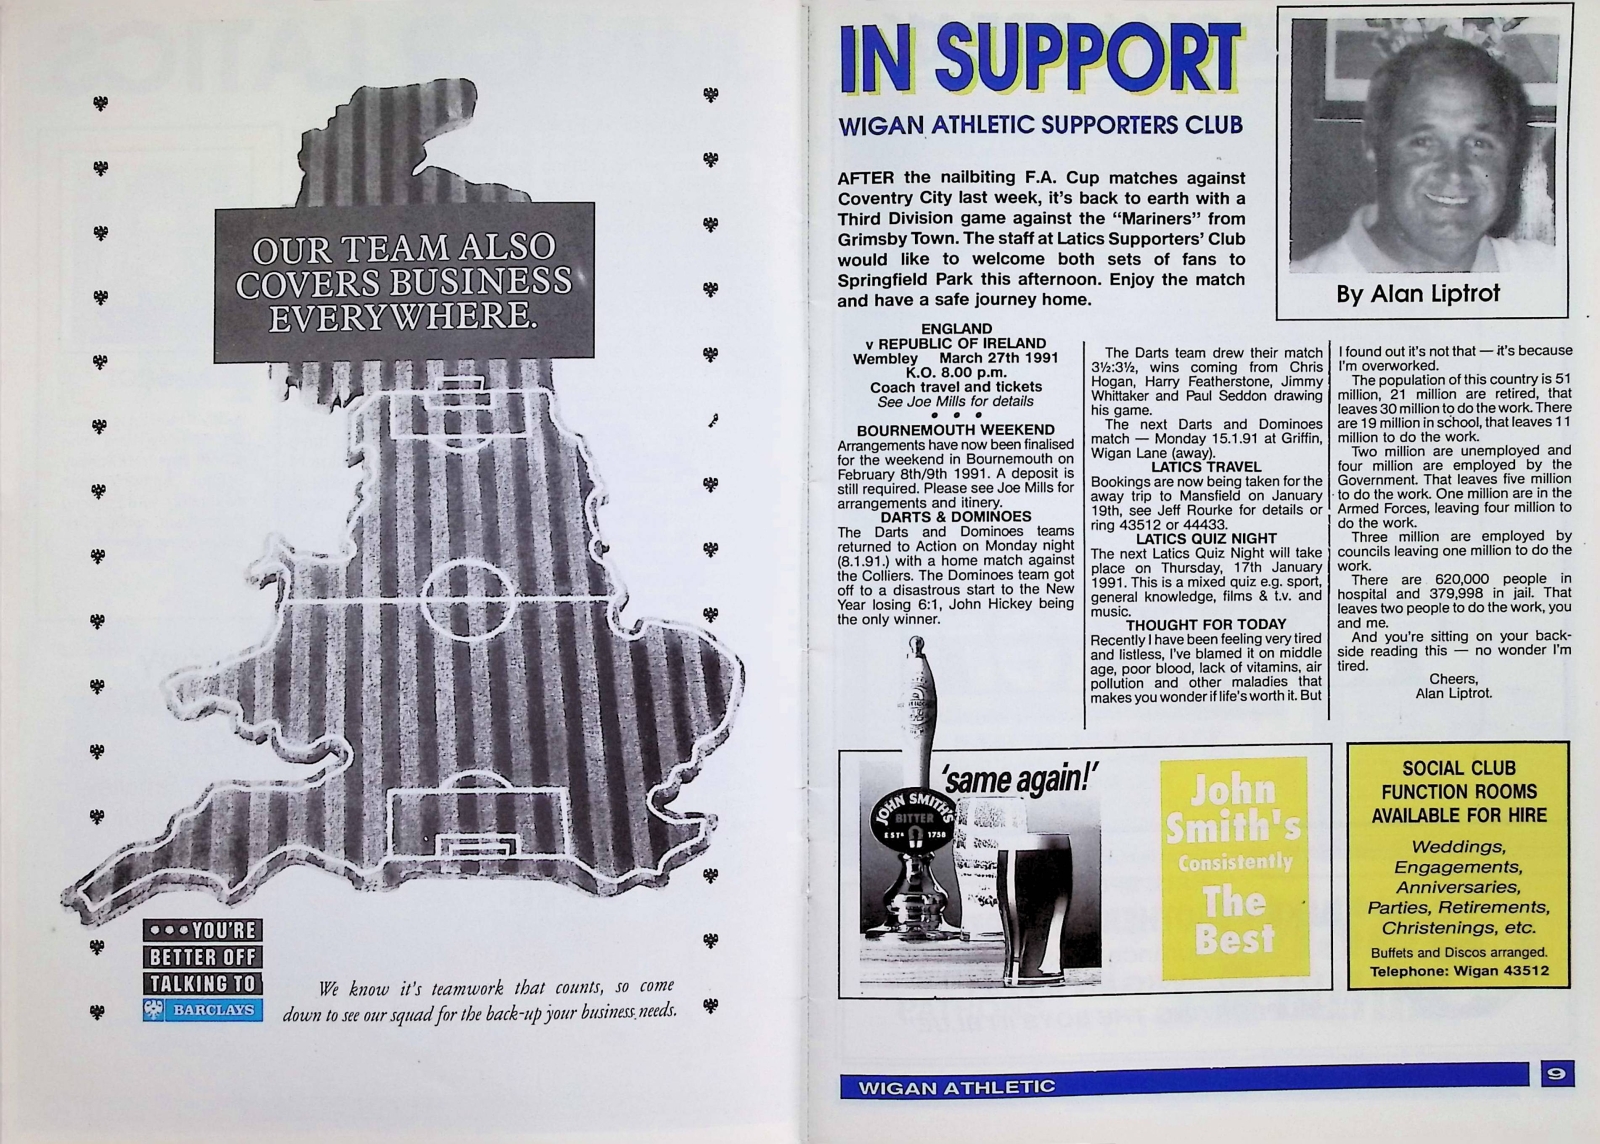 OUR TEAM ALSO
COVERS BUSINESS
EVERYWHERE.
•••YOU'RE
BETTER OFF
TALKING TO
BARCLAYS
We know it's teamwork that counts, so come
down to see our squad for the back-up your business needs.
IN SUPPORT
WIGAN ATHLETIC SUPPORTERS CLUB
AFTER the nailbiting F.A. Cup matches against
Coventry City last week, it's back to earth with a
Third Division game against the "Mariners" from
Grimsby Town. The staff at Latics Supporters' Club
would like to welcome both sets of fans to
Springfield Park this afternoon. Enjoy the match
and have a safe journey home.
By Alan Liptrot
ENGLAND
v REPUBLIC OF IRELAND
Wembley March 27th 1991
K.O. 8.00 p.m.
Coach travel and tickets
See Joe Mills for details
• • •
BOURNEMOUTH WEEKEND
Arrangements have now been finalised
for the weekend in Bournemouth on
February 8th/9th 1991. A deposit is
still required. Please see Joe Mills for
arrangements and itinery.
DARTS & DOMINOES
The Darts and Dominoes teams
returned to Action on Monday night
(8.1.91.) with a home match against
the Colliers. The Dominoes team got
off to a disastrous start to the New
Year losing 6:1, John Hickey being
the only winner.
The Darts team drew their match
3½:3½, wins coming from Chris
Hogan, Harry Featherstone, Jimmy
Whittaker and Paul Seddon drawing
his game.
The next Darts and Dominoes
match — Monday 15.1.91 at Griffin,
Wigan Lane (away).
LATICS TRAVEL
Bookings are now being taken for the
away trip to Mansfield on January
19th, see Jeff Rourke for details or
ring 43512 or 44433.
LATICS QUIZ NIGHT
The next Latics Quiz Night will take
place on Thursday, 17th January
1991. This is a mixed quiz e.g. sport,
general knowledge, films & t.v. and
music.
THOUGHT FOR TODAY
Recently I have been feeling very tired
and listless, I've blamed it on middle
age, poor blood, lack of vitamins, air
pollution and other maladies that
makes you wonder if life's worth it. But
I found out it's not that — it's because
I'm overworked.
The population of this country is 51
million, 21 million are retired, that
leaves 30 million to do the work. There
are 19 million in school, that leaves 11
million to do the work.
Two million are unemployed and
four million are employed by the
Government. That leaves five million
to do the work. One million are in the
Armed Forces, leaving four million to
do the work.
Three million are employed by
councils leaving one million to do the
work.
There are 620,000 people in
hospital and 379,998 in jail. That
leaves two people to do the work, you
and me.
And you're sitting on your back-
side reading this — no wonder I'm
tired.
Cheers,
Alan Liptrot.
'same again!'
JOHN SMITH'S
BITTER
ESTD 1758
John
Smith's
Consistently
The
Best
SOCIAL CLUB
FUNCTION ROOMS
AVAILABLE FOR HIRE
Weddings,
Engagements,
Anniversaries,
Parties, Retirements,
Christenings, etc.
Buffets and Discos arranged.
Telephone: Wigan 43512
WIGAN ATHLETIC
9